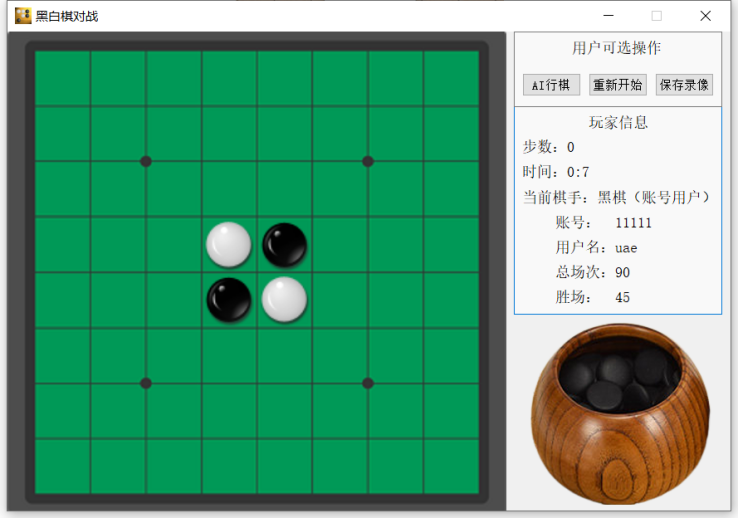 黑白棋对战
用户可选操作
AI行棋 重新开始 保存录像
玩家信息
步数：0
时间：0:7
当前棋手：黑棋（账号用户）
账号： 11111
用户名：uae
总场次：90
胜场： 45